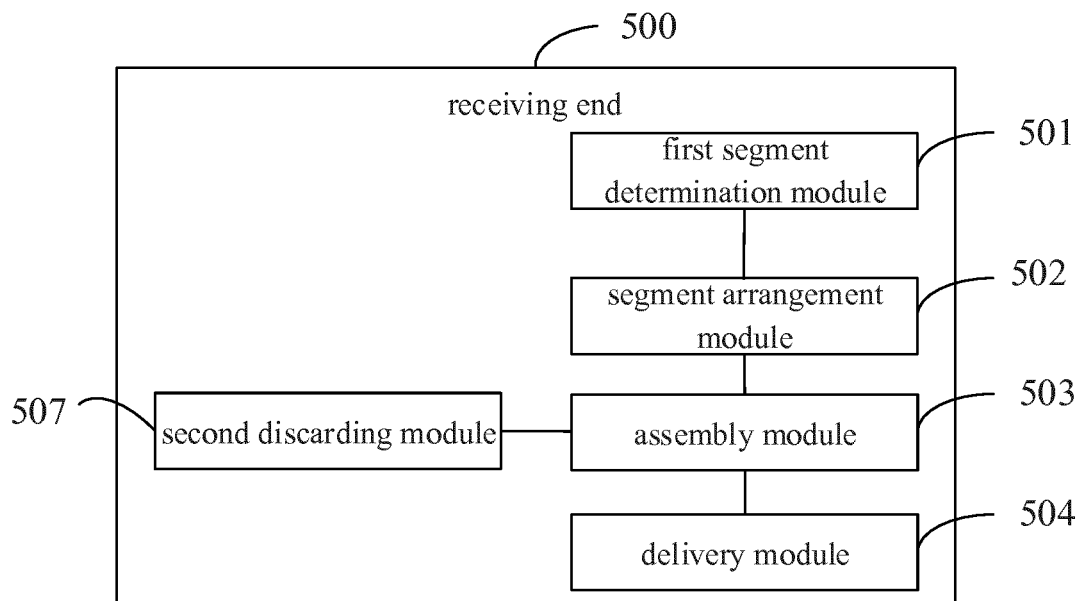 500
receiving end
501
first segment
determination module
502
segment arrangement
module
503
507
second discarding module
assembly module
504
delivery module